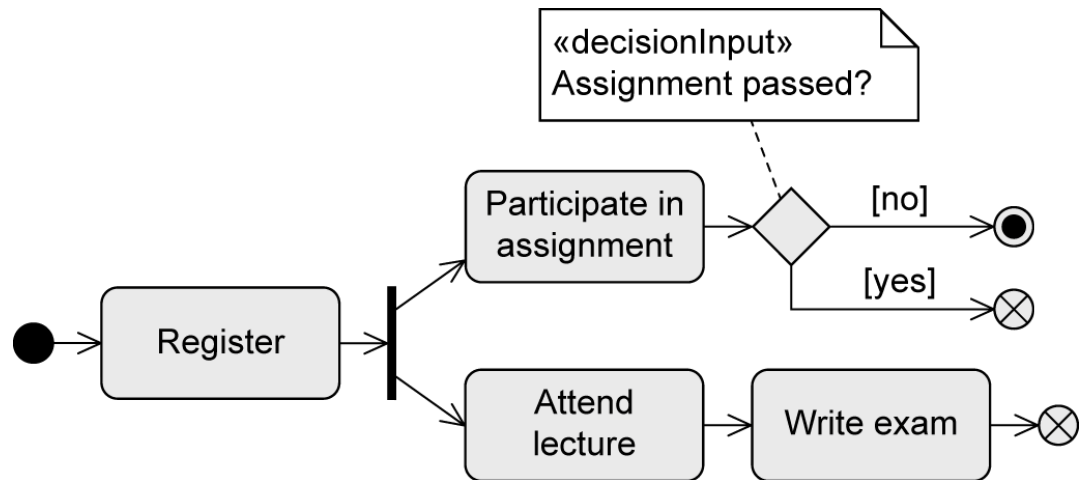 «decisionInput»
Assignment passed?
Participate in
assignment
[no]
[yes]
Register
Attend
lecture
Write exam